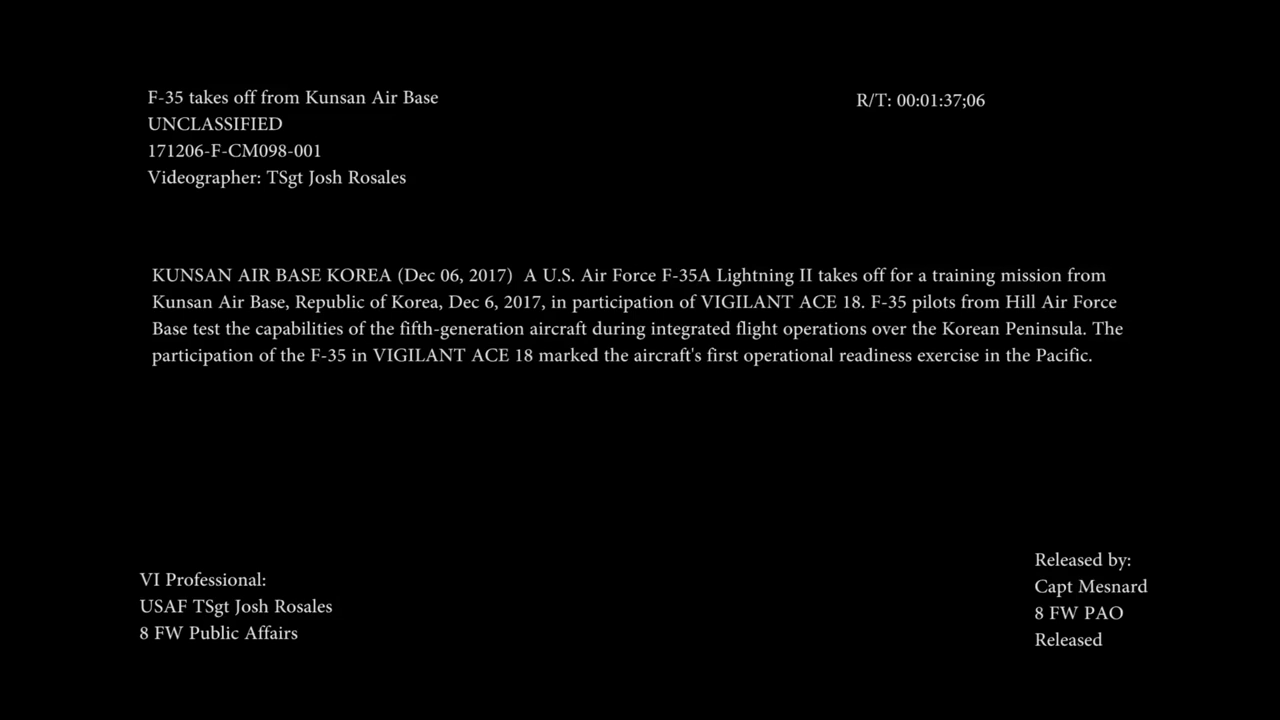 F-35 takes off from Kunsan Air Base
UNCLASSIFIED
171206-F-CM098-001
Videographer: TSgt Josh Rosales
R/T: 00:01:37;06
KUNSAN AIR BASE KOREA (Dec 06, 2017)  A U.S. Air Force F-35A Lightning II takes off for a training mission from
Kunsan Air Base, Republic of Korea, Dec 6, 2017, in participation of VIGILANT ACE 18. F-35 pilots from Hill Air Force
Base test the capabilities of the fifth-generation aircraft during integrated flight operations over the Korean Peninsula. The
participation of the F-35 in VIGILANT ACE 18 marked the aircraft's first operational readiness exercise in the Pacific.
VI Professional:
USAF TSgt Josh Rosales
8 FW Public Affairs
Released by:
Capt Mesnard
8 FW PAO
Released